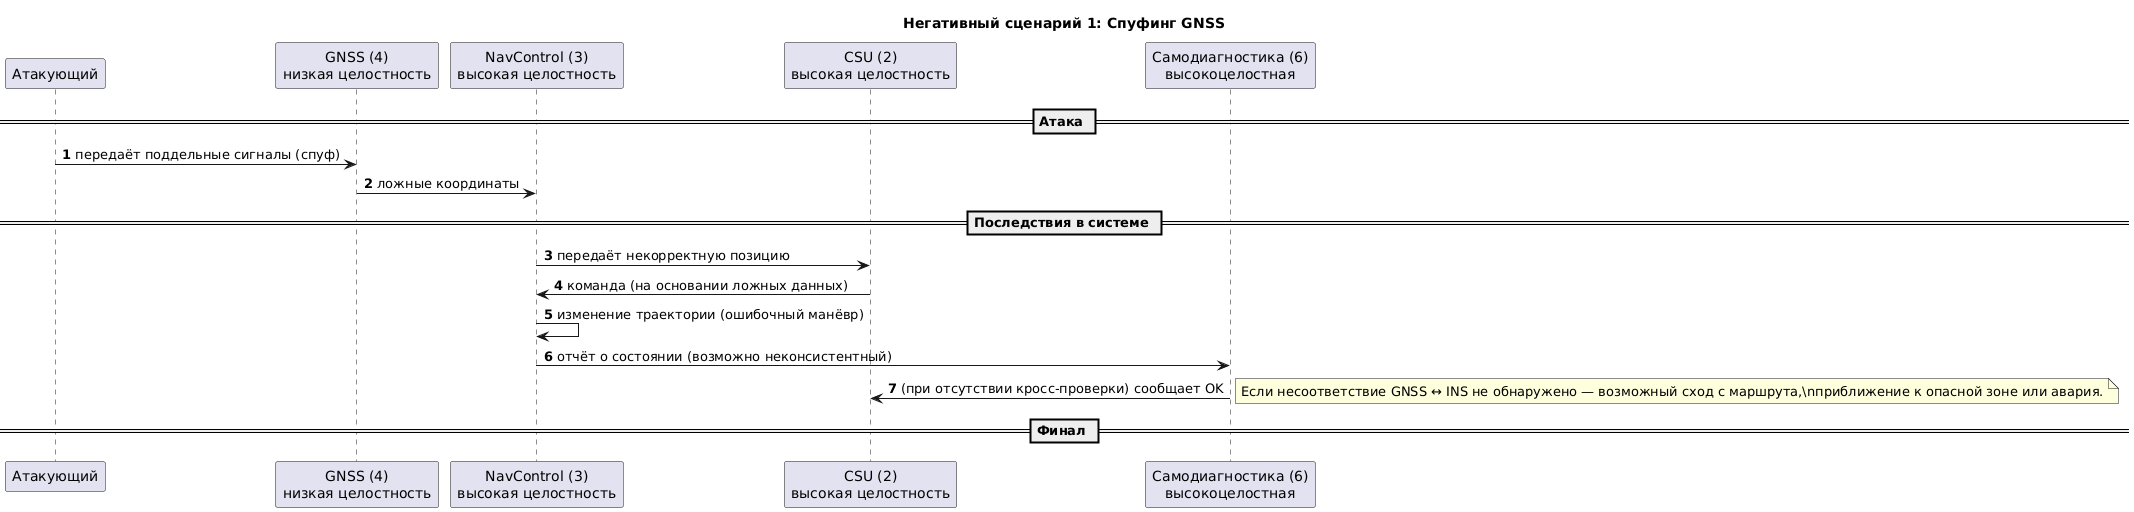 Негативный сценарий 1: Спуфинг GNSS
Атакующий
GNSS (4)
низкая целостность
NavControl (3)
высокая целостность
CSU (2)
высокая целостность
Самодиагностика (6)
высокоцелостная
Атака
1 передаёт поддельные сигналы (спуф)
2 ложные координаты
Последствия в системе
3 передаёт некорректную позицию
4 команда (на основании ложных данных)
5 изменение траектории (ошибочный манёвр)
6 отчёт о состоянии (возможно неконсистентный)
7 (при отсутствии кросс-проверки) сообщает OK
Если несоответствие GNSS ↔ INS не обнаружено — возможный сход с маршрута,\nприближение к опасной зоне или авария.
Финал
Атакующий
GNSS (4)
низкая целостность
NavControl (3)
высокая целостность
CSU (2)
высокая целостность
Самодиагностика (6)
высокоцелостная